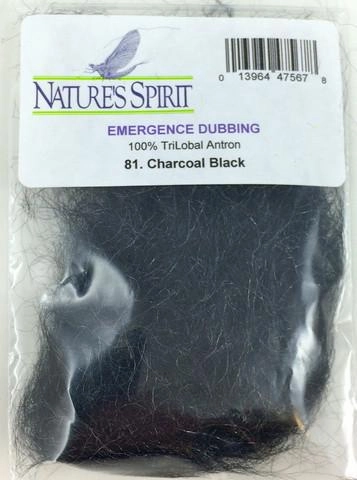 NATURE'S SPIRIT
0 13964 47567 8
EMERGENCE DUBBING
100% TriLobal Antron
81. Charcoal Black